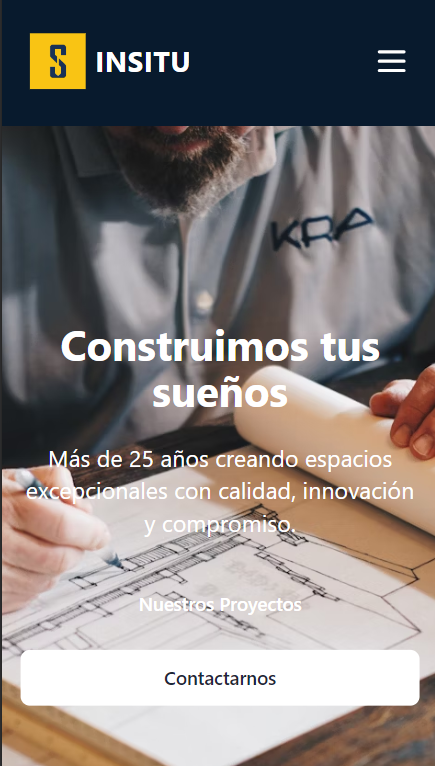 S INSITU
KRA
Construimos tus
sueños
Más de 25 años creando espacios
excepcionales con calidad, innovación
y compromiso.
Nuestros Proyectos
Contactarnos